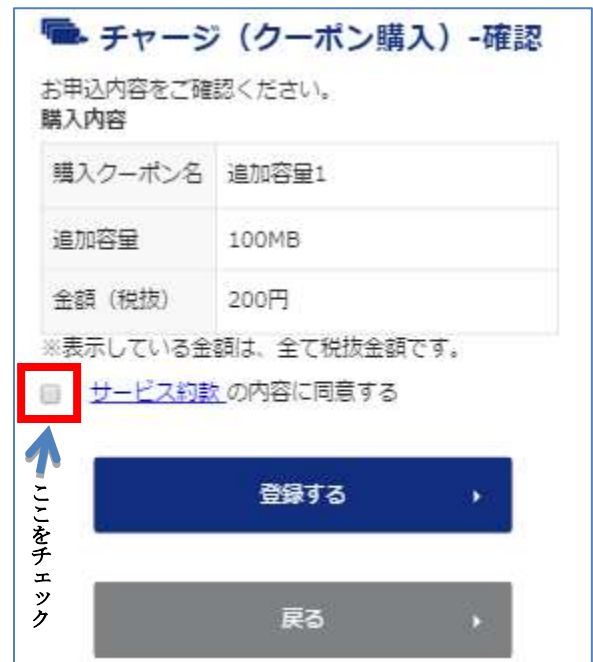 チャージ（クーポン購入）-確認
お申込内容をご確認ください。
購入内容
購入クーポン名 追加容量1
追加容量 100MB
金額（税抜） 200円
※表示している金額は、全て税抜金額です。
サービス約款 の内容に同意する
ここをチェック
登録する
戻る